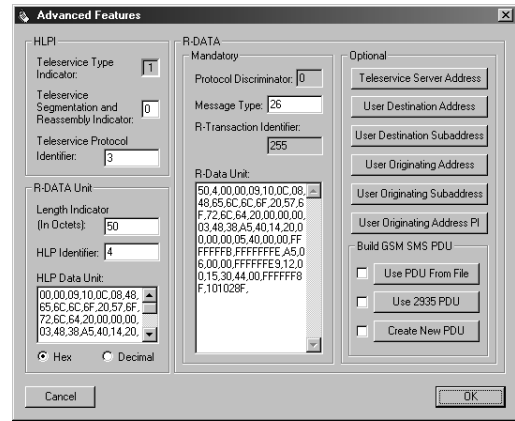 Advanced Features
HLPI
Teleservice Type
Indicator:
1
Teleservice
Segmentation and
Reassembly Indicator:
0
Teleservice Protocol
Identifier:
3
R-DATA Unit
Length Indicator
(In Octets):
50
HLP Identifier:
4
HLP Data Unit:
00,00,09,10,0C,08,48,
65,6C,6C,6F,20,57,6F,
72,6C,64,20,00,00,00,
03,48,38,A5,40,14,20,
Hex
Decimal
R-DATA
Mandatory
Protocol Discriminator:
0
Message Type:
26
R-Transaction Identifier:
255
R-Data Unit:
50,4,00,00,09,10,0C,08,
48,65,6C,6C,6F,20,57,6
F,72,6C,64,20,00,00,00,
03,48,38,A5,40,14,20,0
0,00,00,05,40,00,00,FF
FFFFFB,FFFFFFFE,A5,0
6,00,00,FFFFFFE9,12,0
0,15,30,44,00,FFFFFF8
F,101028F,
Optional
Teleservice Server Address
User Destination Address
User Destination Subaddress
User Originating Address
User Originating Subaddress
User Originating Address PI
Build GSM SMS PDU
Use PDU From File
Use 2935 PDU
Create New PDU
Cancel
OK